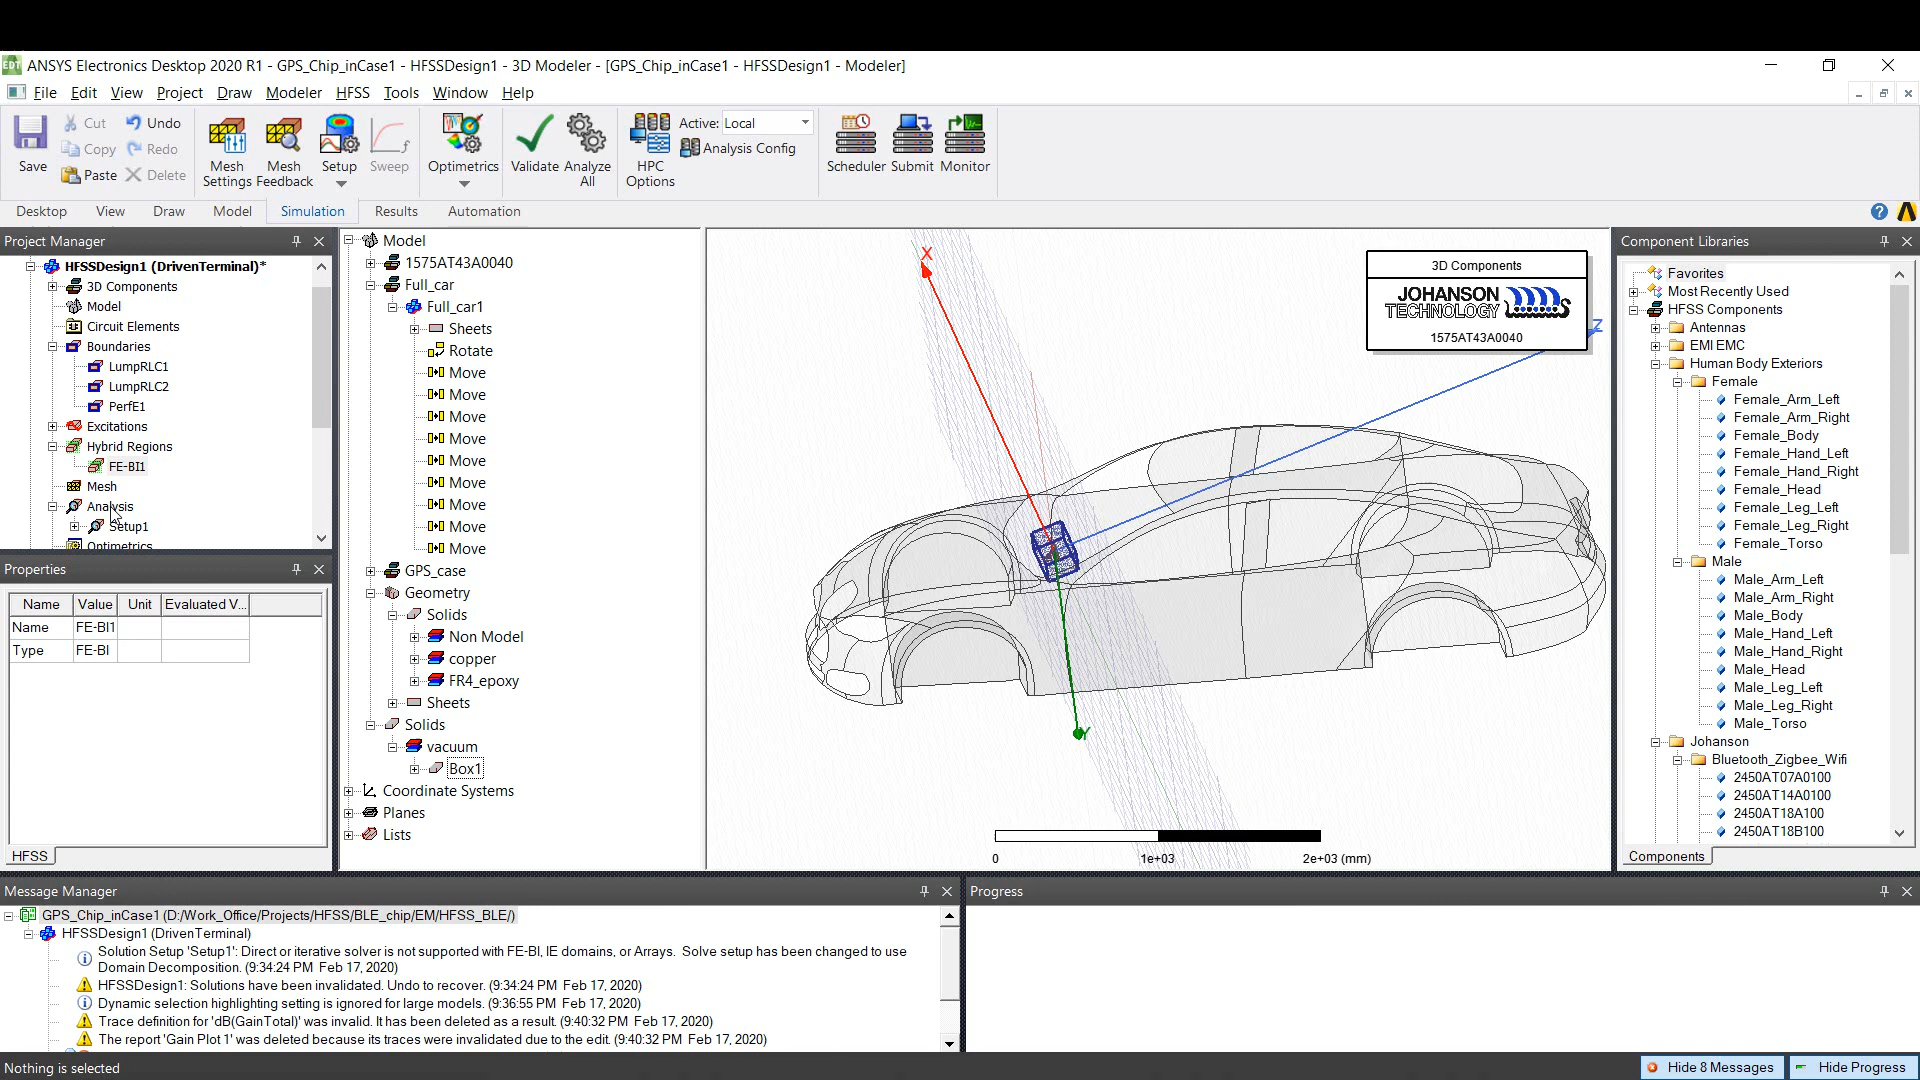 ANSYS Electronics Desktop 2020 R1 - GPS_Chip_inCase1 - HFSSDesign1 - 3D Modeler - [GPS_Chip_inCase1 - HFSSDesign1 - Modeler]
File Edit View Project Draw Modeler HFSS Tools Window Help
Save
Cut Undo
Copy Redo
Paste Delete
Mesh Settings
Mesh Feedback
Setup
Sweep
Optimetrics
Validate
Analyze All
HPC Options
Active: Local
Analysis Config
Scheduler
Submit
Monitor
Desktop View Draw Model Simulation Results Automation
Project Manager
HFSSDesign1 (DrivenTerminal)*
3D Components
Model
Circuit Elements
Boundaries
LumpRLC1
LumpRLC2
PerfE1
Excitations
Hybrid Regions
FE-BI1
Mesh
Analysis
Setup1
Optimetrics
Properties
Name Value Unit Evaluated V...
Name FE-BI1
Type FE-BI
HFSS
Model
1575AT43A0040
Full_car
Full_car1
Sheets
Rotate
Move
Move
Move
Move
Move
Move
Move
Move
Move
GPS_case
Geometry
Solids
Non Model
copper
FR4_epoxy
Sheets
Solids
vacuum
Box1
Coordinate Systems
Planes
Lists
X
Z
Y
3D Components
JOHANSON
TECHNOLOGY
1575AT43A0040
0 1e+03 2e+03 (mm)
Component Libraries
Favorites
Most Recently Used
HFSS Components
Antennas
EMI EMC
Human Body Exteriors
Female
Female_Arm_Left
Female_Arm_Right
Female_Body
Female_Hand_Left
Female_Hand_Right
Female_Head
Female_Leg_Left
Female_Leg_Right
Female_Torso
Male
Male_Arm_Left
Male_Arm_Right
Male_Body
Male_Hand_Left
Male_Hand_Right
Male_Head
Male_Leg_Left
Male_Leg_Right
Male_Torso
Johanson
Bluetooth_Zigbee_Wifi
2450AT07A0100
2450AT14A0100
2450AT18A100
2450AT18B100
Components
Message Manager
GPS_Chip_inCase1 (D:/Work_Office/Projects/HFSS/BLE_chip/EM/HFSS_BLE/)
HFSSDesign1 (DrivenTerminal)
Solution Setup 'Setup1': Direct or iterative solver is not supported with FE-BI, IE domains, or Arrays. Solve setup has been changed to use
Domain Decomposition. (9:34:24 PM Feb 17, 2020)
HFSSDesign1: Solutions have been invalidated. Undo to recover. (9:34:24 PM Feb 17, 2020)
Dynamic selection highlighting setting is ignored for large models. (9:36:55 PM Feb 17, 2020)
Trace definition for 'dB(GainTotal)' was invalid. It has been deleted as a result. (9:40:32 PM Feb 17, 2020)
The report 'Gain Plot 1' was deleted because its traces were invalidated due to the edit. (9:40:32 PM Feb 17, 2020)
Progress
Nothing is selected
Hide 8 Messages
Hide Progress